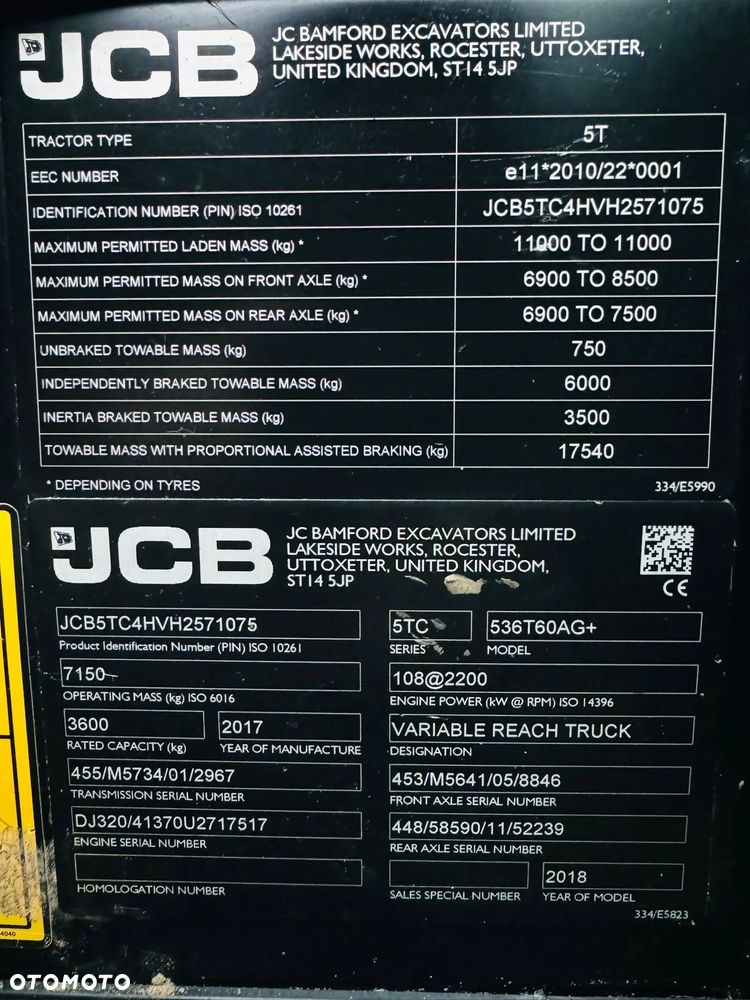 JCB
JC BAMFORD EXCAVATORS LIMITED
LAKESIDE WORKS, ROCESTER, UTTOXETER,
UNITED KINGDOM, ST14 5JP
TRACTOR TYPE 5T
EEC NUMBER e11*2010/22*0001
IDENTIFICATION NUMBER (PIN) ISO 10261 JCB5TC4HVH2571075
MAXIMUM PERMITTED LADEN MASS (kg) * 11000 TO 11000
MAXIMUM PERMITTED MASS ON FRONT AXLE (kg) * 6900 TO 8500
MAXIMUM PERMITTED MASS ON REAR AXLE (kg) * 6900 TO 7500
UNBRAKED TOWABLE MASS (kg) 750
INDEPENDENTLY BRAKED TOWABLE MASS (kg) 6000
INERTIA BRAKED TOWABLE MASS (kg) 3500
TOWABLE MASS WITH PROPORTIONAL ASSISTED BRAKING (kg) 17540
* DEPENDING ON TYRES 334/E5990
JCB
JC BAMFORD EXCAVATORS LIMITED
LAKESIDE WORKS, ROCESTER,
UTTOXETER, UNITED KINGDOM,
ST14 5JP
CE
JCB5TC4HVH2571075 5TC 536T60AG+
Product Identification Number (PIN) ISO 10261 SERIES MODEL
7150 108@2200
OPERATING MASS (kg) ISO 6016 ENGINE POWER (kW @ RPM) ISO 14396
3600 2017 VARIABLE REACH TRUCK
RATED CAPACITY (kg) YEAR OF MANUFACTURE DESIGNATION
455/M5734/01/2967 453/M5641/05/8846
TRANSMISSION SERIAL NUMBER FRONT AXLE SERIAL NUMBER
DJ320/41370U2717517 448/58590/11/52239
ENGINE SERIAL NUMBER REAR AXLE SERIAL NUMBER
2018
HOMOLOGATION NUMBER SALES SPECIAL NUMBER YEAR OF MODEL
334/E5823
4040
OTOMOTO